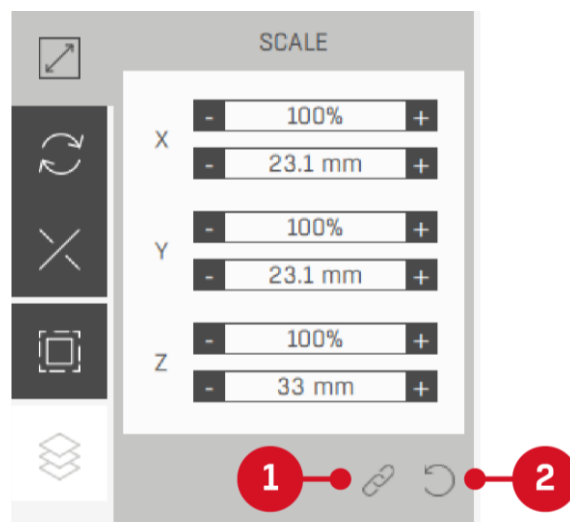 SCALE
X
- 100% +
- 23.1 mm +
Y
- 100% +
- 23.1 mm +
Z
- 100% +
- 33 mm +
1
2